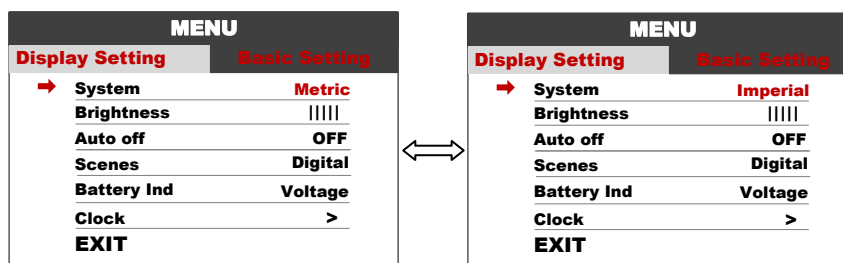 MENU
Display Setting Basic Setting
System Metric
Brightness |||||
Auto off OFF
Scenes Digital
Battery Ind Voltage
Clock >
EXIT
MENU
Display Setting Basic Setting
System Imperial
Brightness |||||
Auto off OFF
Scenes Digital
Battery Ind Voltage
Clock >
EXIT